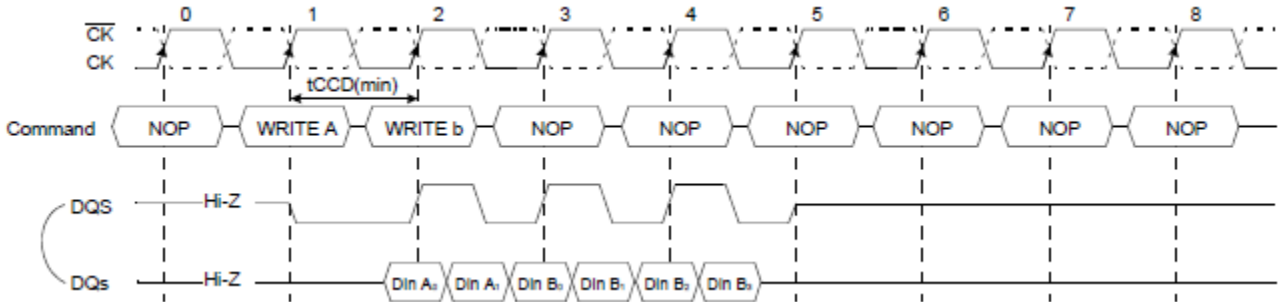 0 1 2 3 4 5 6 7 8
CK
CK
tCCD(min)
Command NOP WRITE A WRITE b NOP NOP NOP NOP NOP NOP
DQS Hi-Z
DQs Hi-Z Din A₀ Din A₁ Din B₀ Din B₁ Din B₂ Din B₃